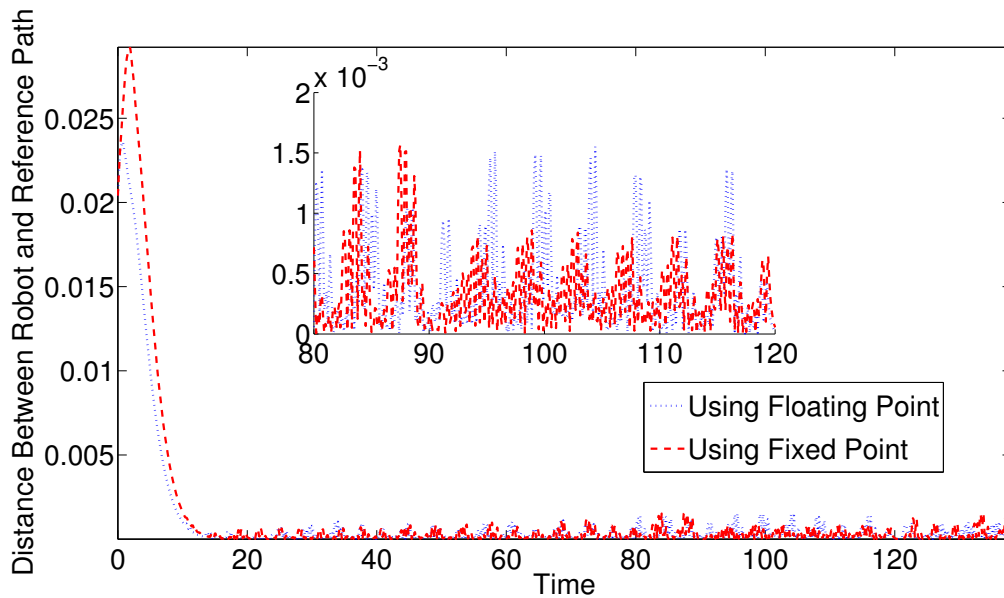 Distance Between Robot and Reference Path
0.025
0.02
0.015
0.01
0.005
0 20 40 60 80 100 120
Time
x 10⁻³
2
1.5
1
0.5
0
80 90 100 110 120
Using Floating Point
Using Fixed Point